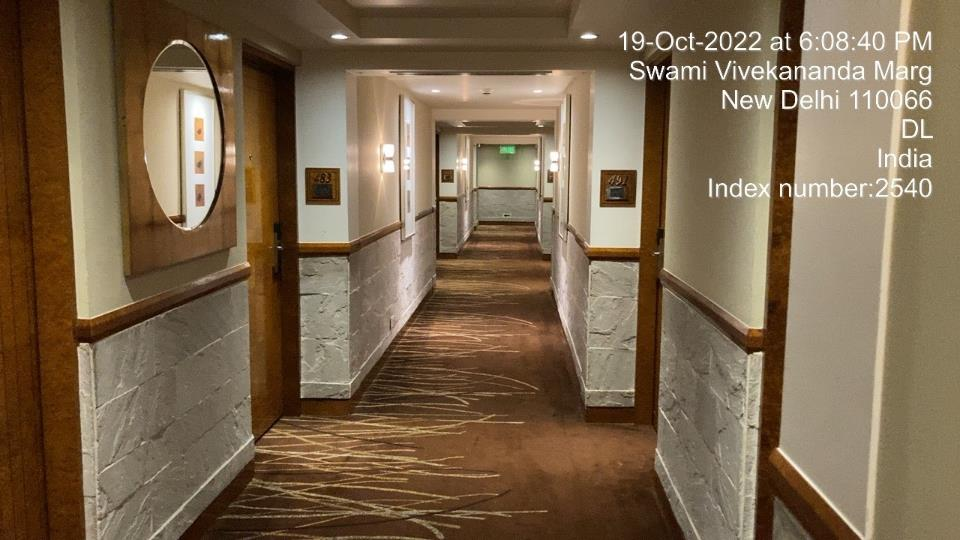 19-Oct-2022 at 6:08:40 PM
Swami Vivekananda Marg
New Delhi 110066
DL
India
Index number:2540
491